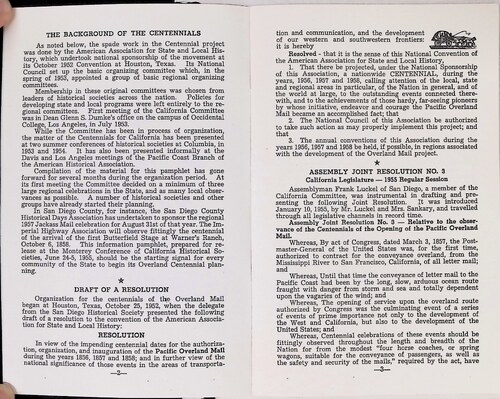 THE BACKGROUND OF THE CENTENNIALS
As noted below, the spade work in the Centennial project
was done by the American Association for State and Local His-
tory, which undertook national sponsorship of the movement at
its October 1952 Convention at Houston, Texas. Its National
Council set up the basic organizing committee which, in the
spring of 1953, appointed a group of basic regional organizing
committees.
Membership in these original committees was chosen from
leaders of historical societies across the nation. Policies for
developing state and local programs were left entirely to the re-
gional committees. First meeting of the California Committee
was in Dean Glenn S. Dumke's office on the campus of Occidental
College, Los Angeles, in July 1953.
While the Committee has been in process of organization,
the matter of the Centennials for California has been presented
at two summer conferences of historical societies at Columbia, in
1953 and 1954. It has also been presented informally at the
Davis and Los Angeles meetings of the Pacific Coast Branch of
the American Historical Association.
Compilation of the material for this pamphlet has gone
forward for several months during the organization period. At
its first meeting the Committee decided on a minimum of three
large regional celebrations in the State, and as many local obser-
vances as possible. A number of historical societies and other
groups have already started their planning.
In San Diego County, for instance, the San Diego County
Historical Days Association has undertaken to sponsor the regional
1957 Jackass Mail celebration for August 31st of that year. The Im-
perial Highway Association will observe fittingly the centennial
of the arrival of the first Butterfield Stage at Warner's Ranch,
October 6, 1858. This information pamphlet, prepared for re-
lease at the Monterey Conference of California Historical So-
cieties, June 24-5, 1955, should be the starting signal for every
community of the State to begin its Overland Centennial plan-
ning.
★
DRAFT OF A RESOLUTION
Organization for the centennials of the Overland Mail
began at Houston, Texas, October 25, 1952, when the delegate
from the San Diego Historical Society presented the following
draft of a resolution to the convention of the American Associa-
tion for State and Local History:
RESOLUTION
In view of the impending centennial dates for the authoriza-
tion, organization, and inauguration of the Pacific Overland Mail
during the years 1856, 1857 and 1858; and in further view of the
national significance of those events in the areas of transporta-
tion and communication, and the development
of our western and southwestern frontiers:
it is hereby
Resolved - that it is the sense of this National Convention of
the American Association for State and Local History,
1. That there be projected, under the National Sponsorship
of this Association, a nationwide CENTENNIAL, during the
years, 1956, 1957 and 1958, calling attention of the local, state
and regional areas in particular, of the Nation in general, and of
the world at large, to the outstanding events connected there-
with, and to the achievements of those hardy, far-seeing pioneers
by whose initiative, endeavor and courage the Pacific Overland
Mail became an accomplished fact; that
2. The National Council of this Association be authorized
to take such action as may properly implement this project; and
that
3. The annual conventions of this Association during the
years 1956, 1957 and 1958 be held, if possible, in regions associated
with the development of the Overland Mail project.
★
ASSEMBLY JOINT RESOLUTION NO. 3
California Legislature — 1955 Regular Session
Assemblyman Frank Luckel of San Diego, a member of the
California Committee, was instrumental in drafting and present-
ing the following Joint Resolution. It was introduced
January 10, 1955, by Mr. Luckel and Mrs. Sankary, and travelled
through all legislative channels in record time.
Assembly Joint Resolution No. 3 — Relative to the obser-
vance of the Centennials of the Opening of the Pacific Overland
Mail.
Whereas, By act of Congress, dated March 3, 1857, the Post-
master-General of the United States was, for the first time,
authorized to contract for the conveyance overland, from the
Mississippi River to San Francisco, California, of all letter mail;
and
Whereas, Until that time the conveyance of letter mail to the
Pacific Coast had been by the long, slow, arduous ocean route
fraught with danger from storm and sea and totally dependent
upon the vagaries of the wind; and
Whereas, The opening of service upon the overland route
authorized by Congress was the culminating event of a series
of events of prime importance not only to the development of
the West and California, but also to the development of the
United States; and
Whereas, Centennial celebrations of these events should be
fittingly observed throughout the length and breadth of the
Nation for from the modest "four horse coaches, or spring
wagons, suitable for the conveyance of passengers, as well as
the safety and security of the mails," required by the act, have